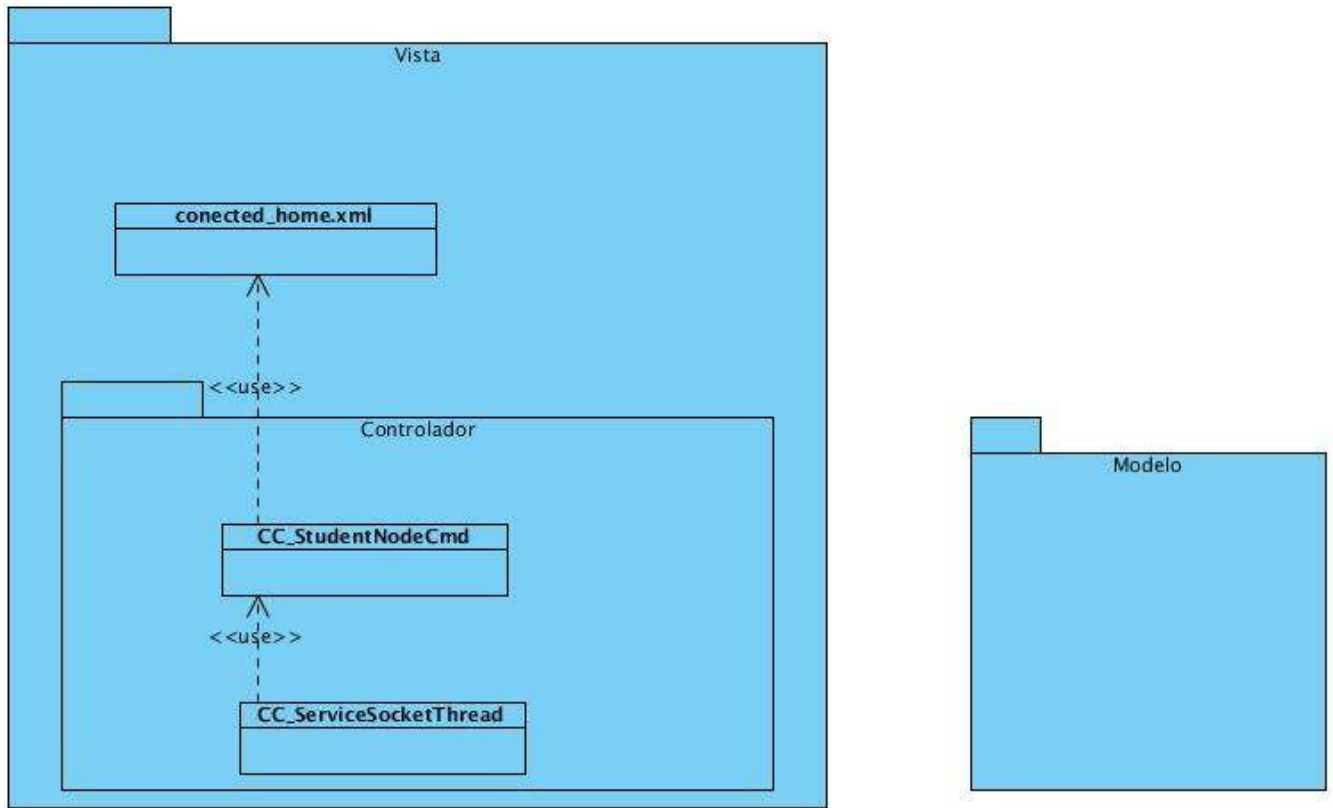 Vista
conected_home.xml
<<use>>
Controlador
CC_StudentNodeCmd
<<use>>
CC_ServiceSocketThread
Modelo